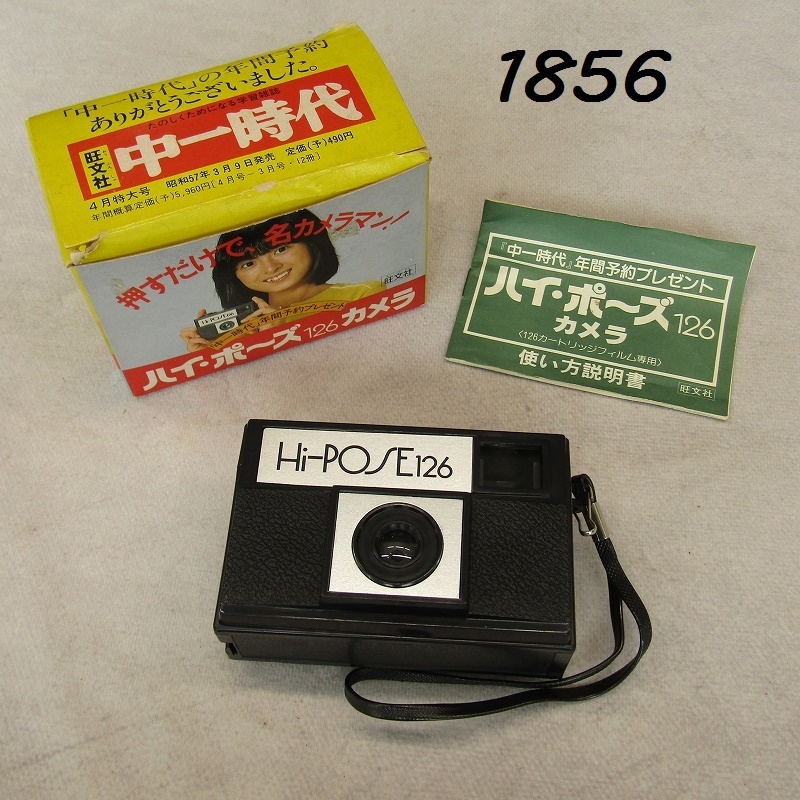 1856
「中一時代」の年間予約
ありがとうございました。
たのしくためになる学習雑誌
旺文社
中一時代
4月特大号 昭和57年3月9日発売 定価(予)490円
年間概算定価(予)5,960円[4月号〜3月号・12冊]
押すだけで、名カメラマン!
旺文社
Hi-POSE126
「中一時代」年間予約プレゼント
ハイ・ポーズ126カメラ
『中一時代』年間予約プレゼント
ハイ・ポーズ126
カメラ
〈126カートリッジフィルム専用〉
使い方説明書
旺文社
Hi-POSE126